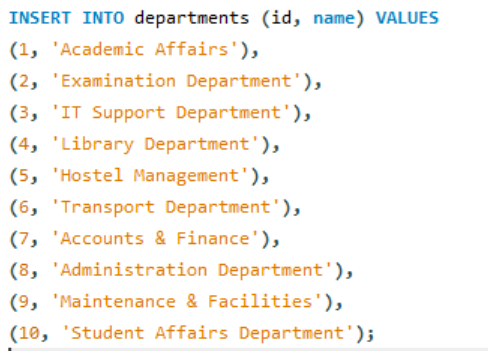 INSERT INTO departments (id, name) VALUES
(1, 'Academic Affairs'),
(2, 'Examination Department'),
(3, 'IT Support Department'),
(4, 'Library Department'),
(5, 'Hostel Management'),
(6, 'Transport Department'),
(7, 'Accounts & Finance'),
(8, 'Administration Department'),
(9, 'Maintenance & Facilities'),
(10, 'Student Affairs Department');